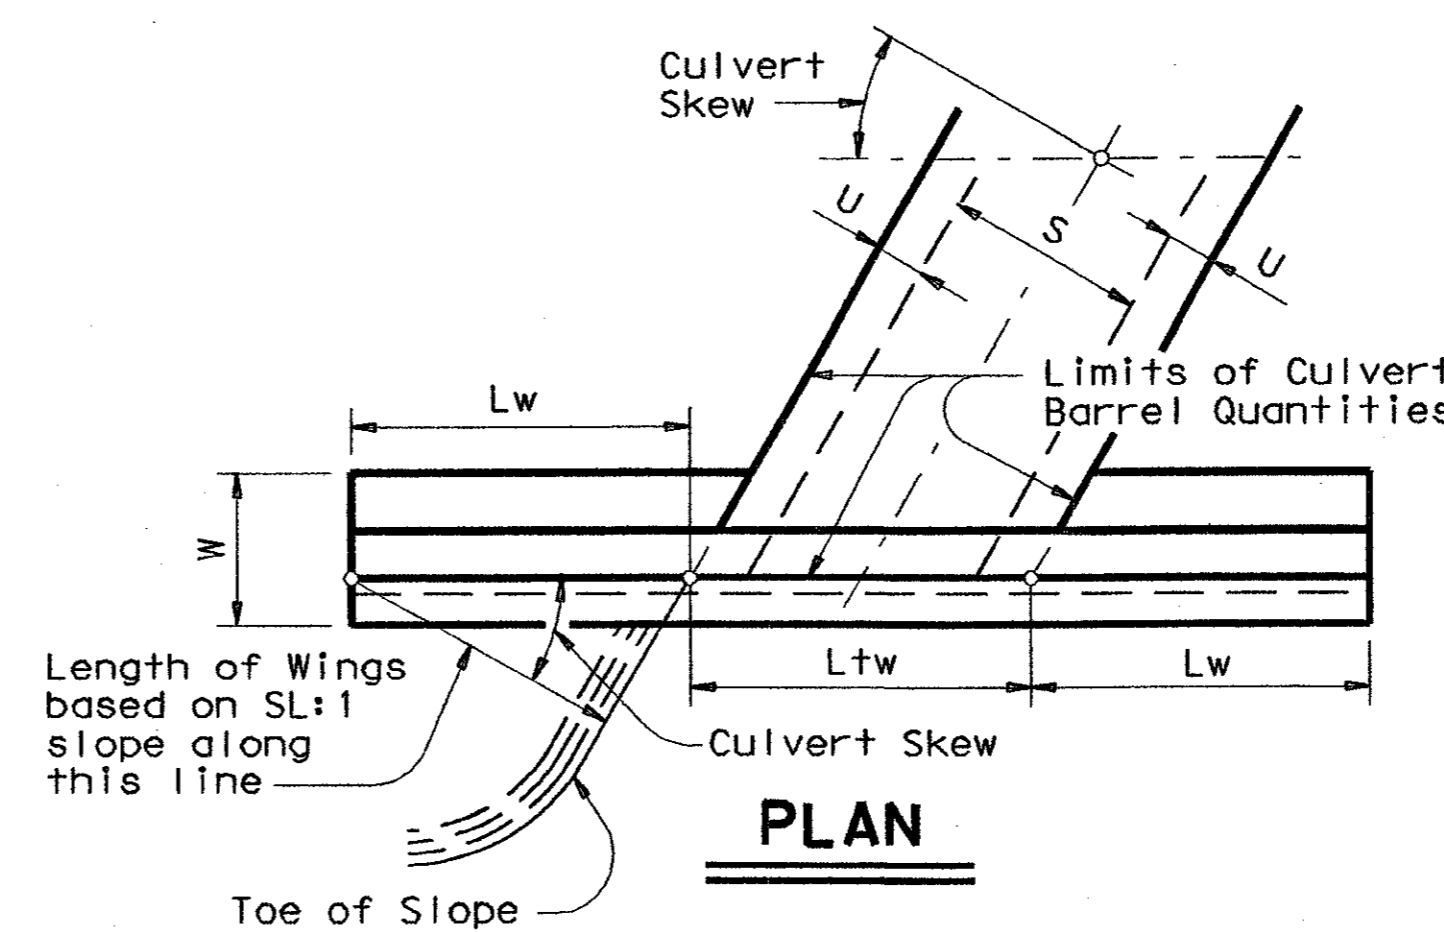 Culvert
Skew
U
S
U
Limits of Culvert
Barrel Quantities
Lw
W
Ltw
Lw
Length of Wings
based on SL:1
slope along
this line
Culvert Skew
PLAN
Toe of Slope